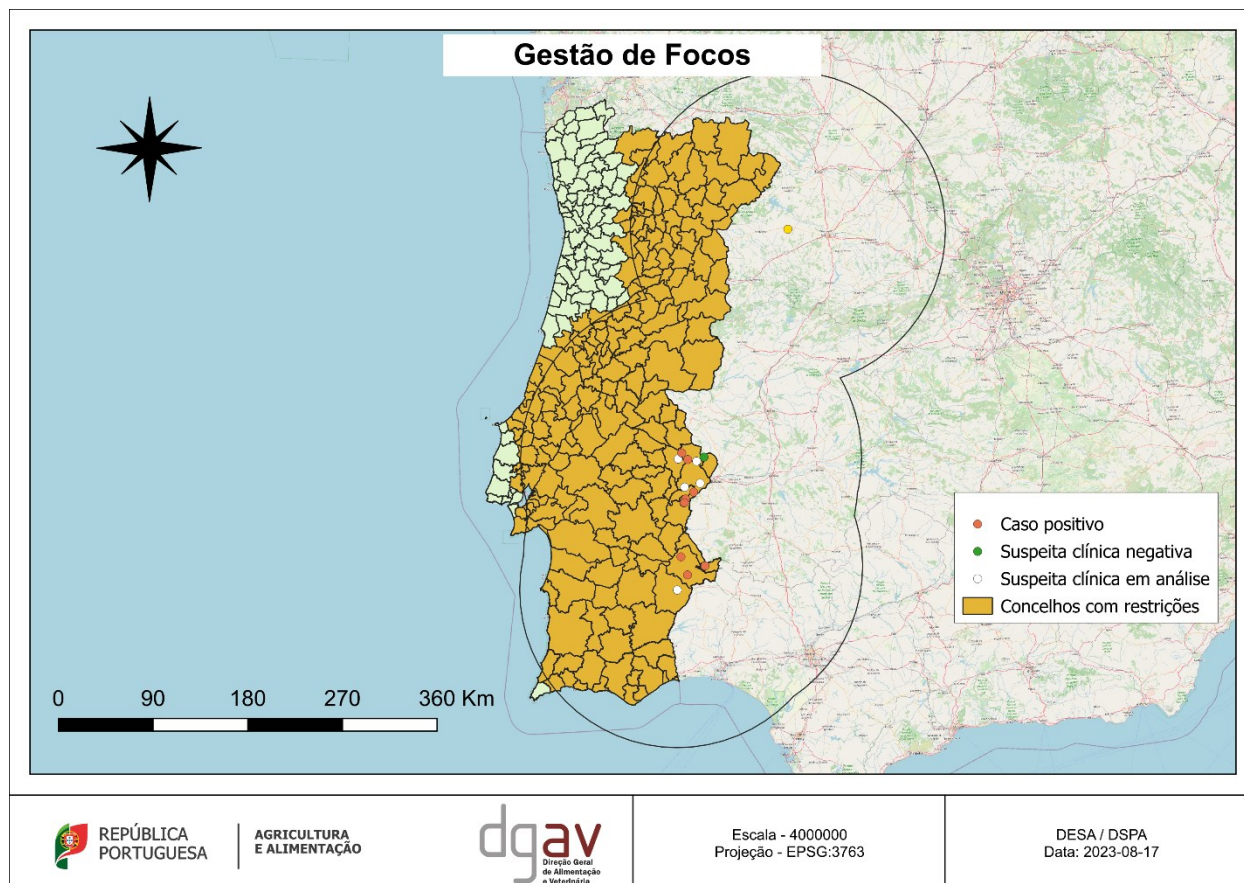 Gestão de Focos
Caso positivo
Suspeita clínica negativa
Suspeita clínica em análise
Concelhos com restrições
0 90 180 270 360 Km
REPÚBLICA
PORTUGUESA
AGRICULTURA
E ALIMENTAÇÃO
dgav
Direção Geral
de Alimentação
e Veterinária
Escala - 4000000
Projeção - EPSG:3763
DESA / DSPA
Data: 2023-08-17